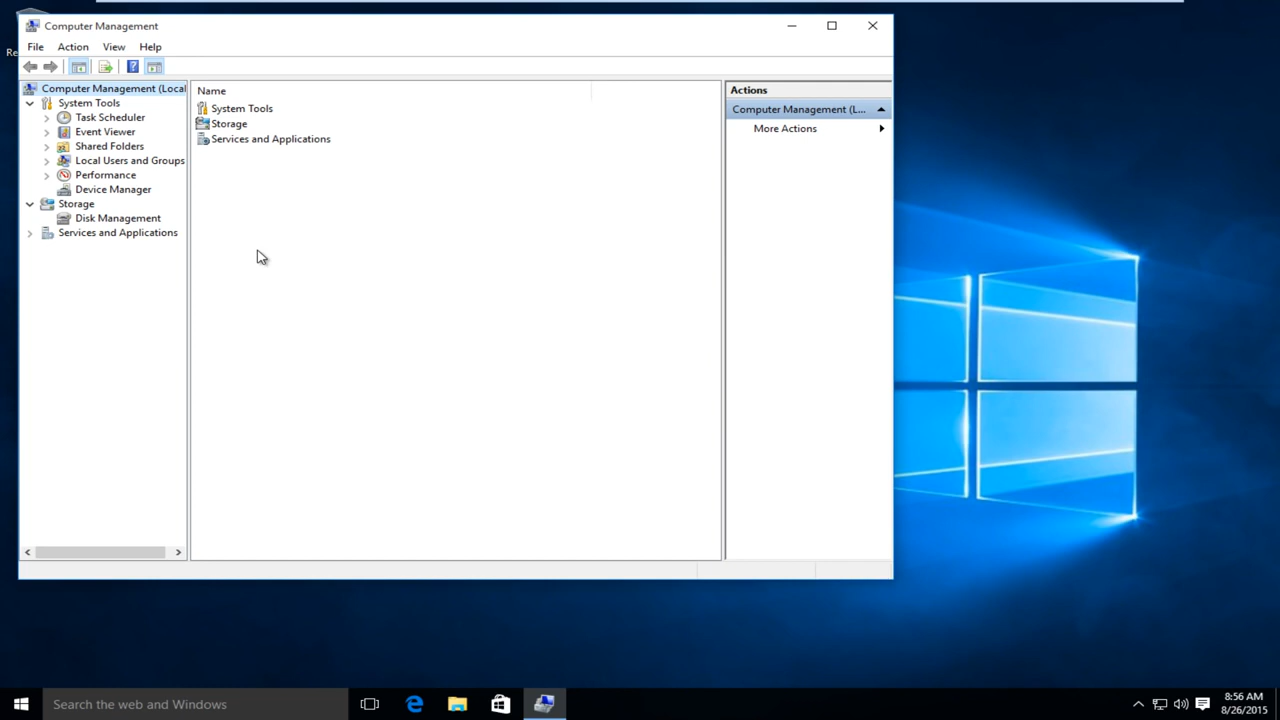 Re
Computer Management
File Action View Help
Computer Management (Local
System Tools
Task Scheduler
Event Viewer
Shared Folders
Local Users and Groups
Performance
Device Manager
Storage
Disk Management
Services and Applications
Name
System Tools
Storage
Services and Applications
Actions
Computer Management (L...
More Actions
Search the web and Windows
8:56 AM
8/26/2015